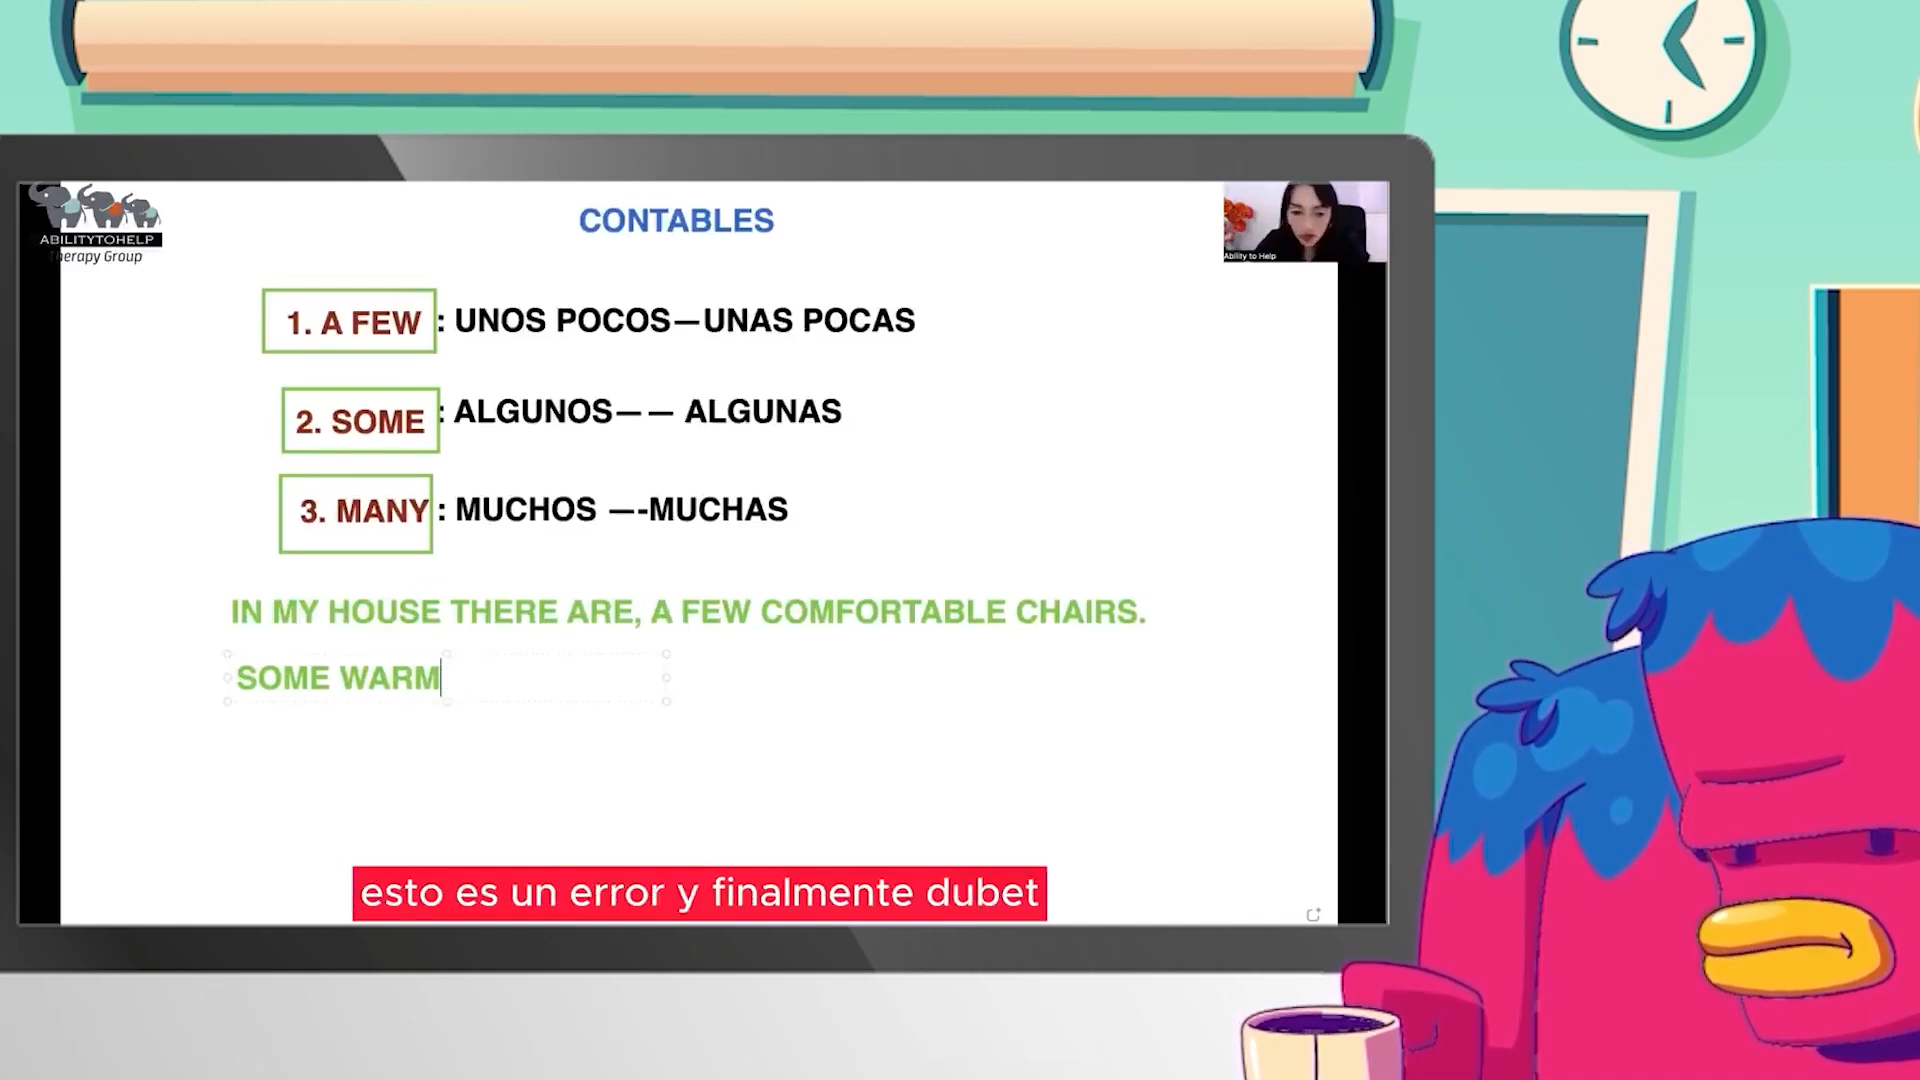 ABILITYTOHELP
Therapy Group
CONTABLES
Ability to Help
1. A FEW : UNOS POCOS—UNAS POCAS
2. SOME : ALGUNOS—— ALGUNAS
3. MANY : MUCHOS —-MUCHAS
IN MY HOUSE THERE ARE, A FEW COMFORTABLE CHAIRS.
SOME WARM
esto es un error y finalmente dubet